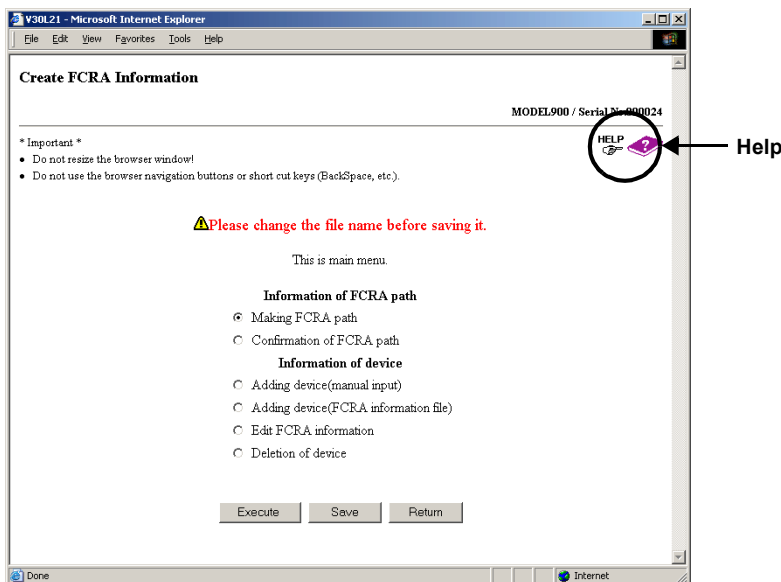 V30L21 - Microsoft Internet Explorer
File Edit View Favorites Tools Help
Create FCRA Information
MODEL900 / Serial No.000024
* Important *
HELP
?
Help
• Do not resize the browser window!
• Do not use the browser navigation buttons or short cut keys (BackSpace, etc.).
Please change the file name before saving it.
This is main menu.
Information of FCRA path
Making FCRA path
Confirmation of FCRA path
Information of device
Adding device(manual input)
Adding device(FCRA information file)
Edit FCRA information
Deletion of device
Execute Save Return
Done Internet